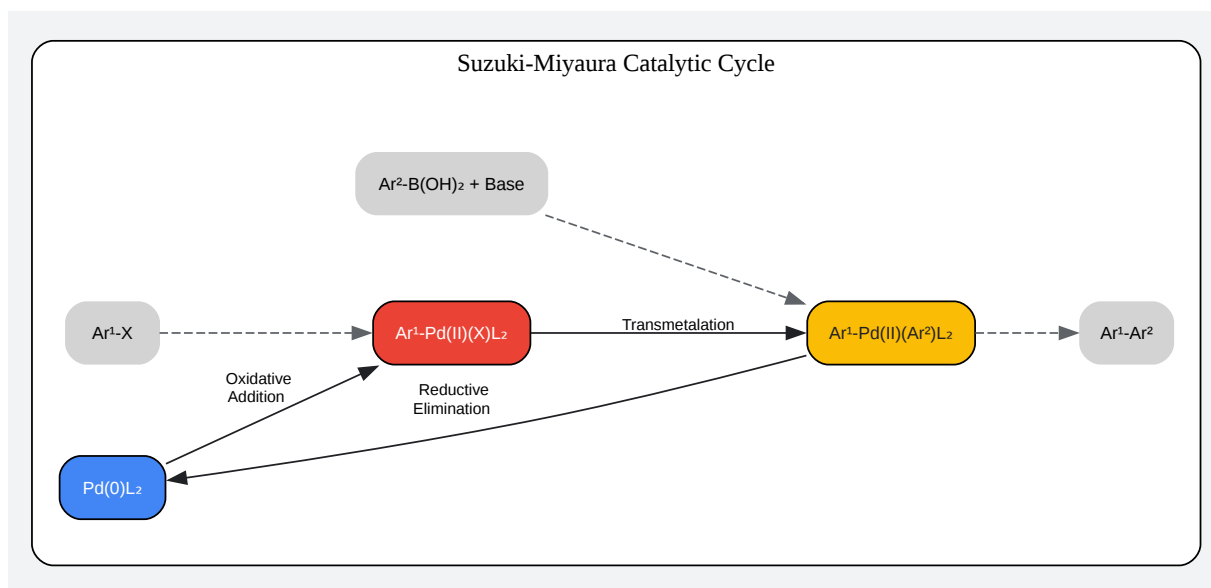 Suzuki-Miyaura Catalytic Cycle
Ar²-B(OH)₂ + Base
Ar¹-X
Ar¹-Pd(II)(X)L₂
Transmetalation
Ar¹-Pd(II)(Ar²)L₂
Ar¹-Ar²
Oxidative
Addition
Reductive
Elimination
Pd(0)L₂